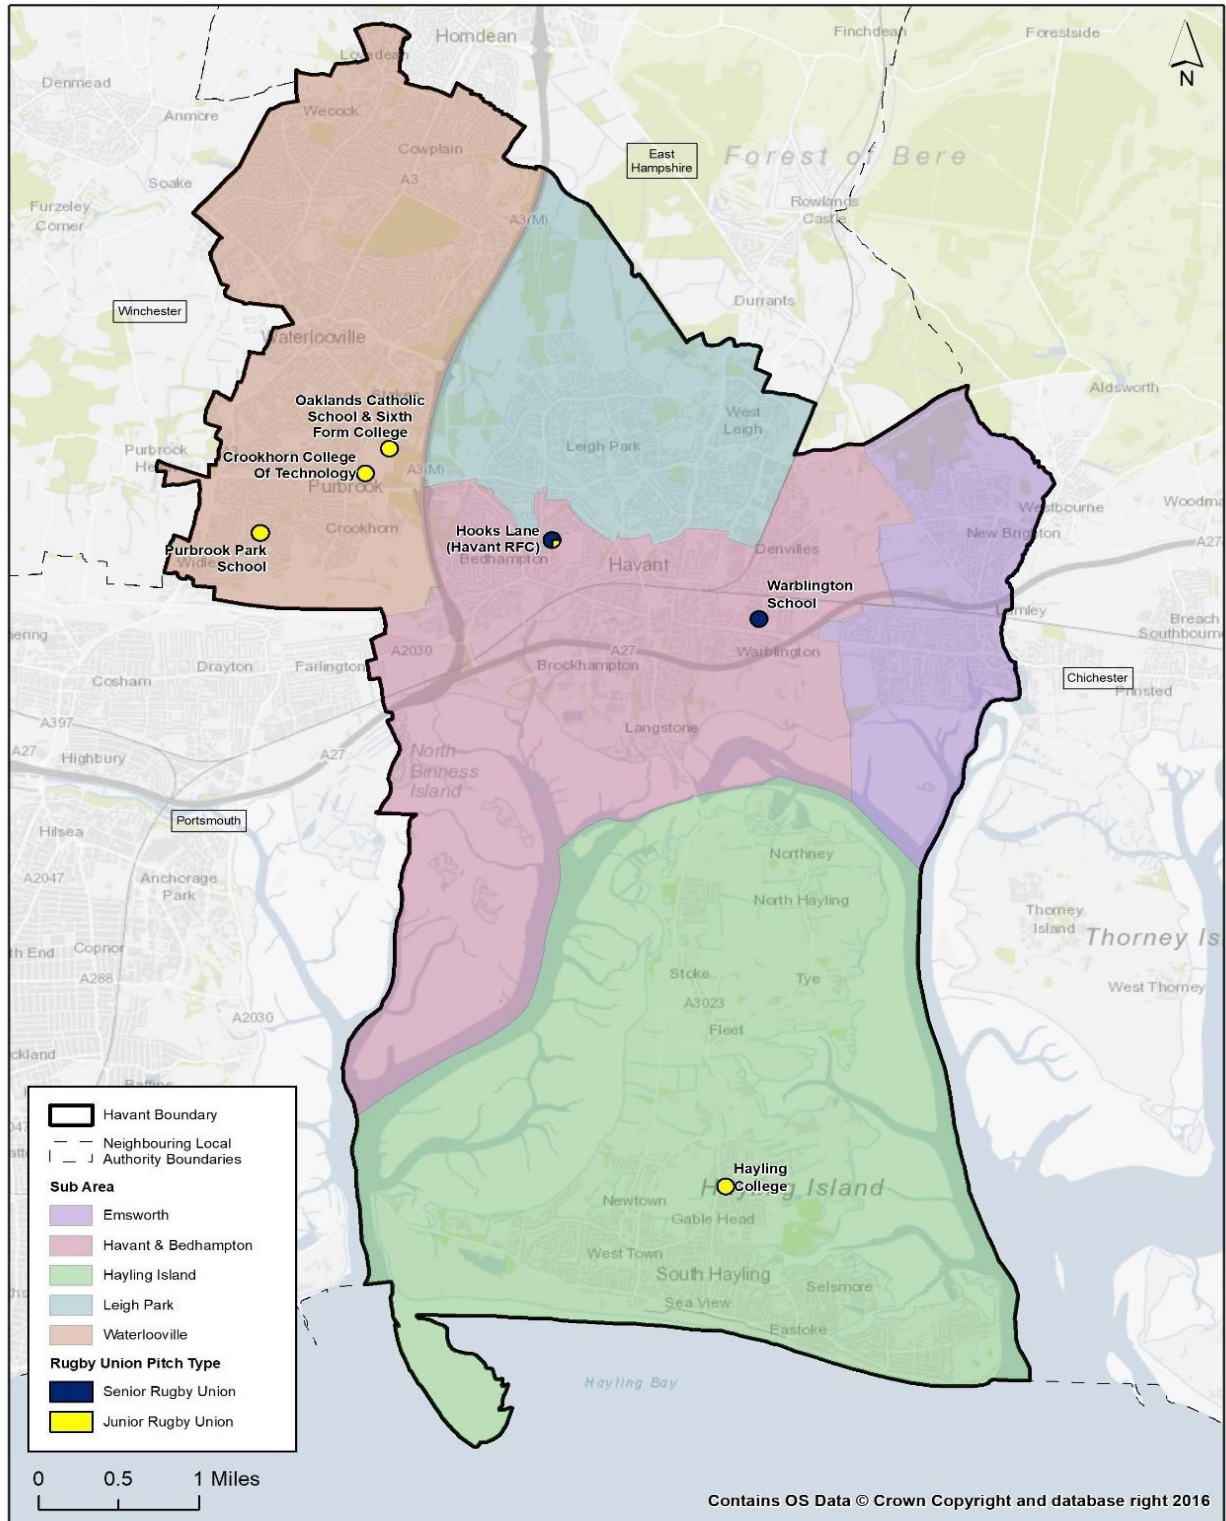 Horndean
Finchdean
Forestside
Lovedean
Denmead
Wecock
Anmore
Cowplain
East
Hampshire
Forest of Bere
A3
Soake
Rowlands
Castle
Furzeley
Corner
A3(M)
N
Winchester
Durrants
Waterlooville
Aldsworth
Oaklands Catholic
School & Sixth
Form College
West
Leigh
Leigh Park
Purbrook
Crookhorn College
Of Technology
A3(M)
Purbrook
Westbourne
Crookhorn
Hooks Lane
(Havant RFC)
Bedhampton
Havant
Denvilles
New Brighton
A27
Purbrook Park
School
Warblington
School
Breach
Southbourne
A2030
A27
Brockhampton
Warblington
Drayton
Farlington
Cosham
Chichester
Prinsted
A397
Langstone
A27
Highbury
A27
North
Binness
Island
Portsmouth
Hilsea
Northney
A2047
Anchorage
Park
North Hayling
Thorney
Island
Thorney Is
th End
Copnor
A288
Stoke
Tye
West Thorney
A3023
A2030
Fleet
ckland
Havant Boundary
Neighbouring Local
Authority Boundaries
Sub Area
Emsworth
Havant & Bedhampton
Hayling Island
Leigh Park
Waterlooville
Rugby Union Pitch Type
Senior Rugby Union
Junior Rugby Union
Hayling
College
Hayling Island
Newtown
Gable Head
West Town
South Hayling
Selsmore
Sea View
Eastoke
Hayling Bay
0 0.5 1 Miles
Contains OS Data © Crown Copyright and database right 2016